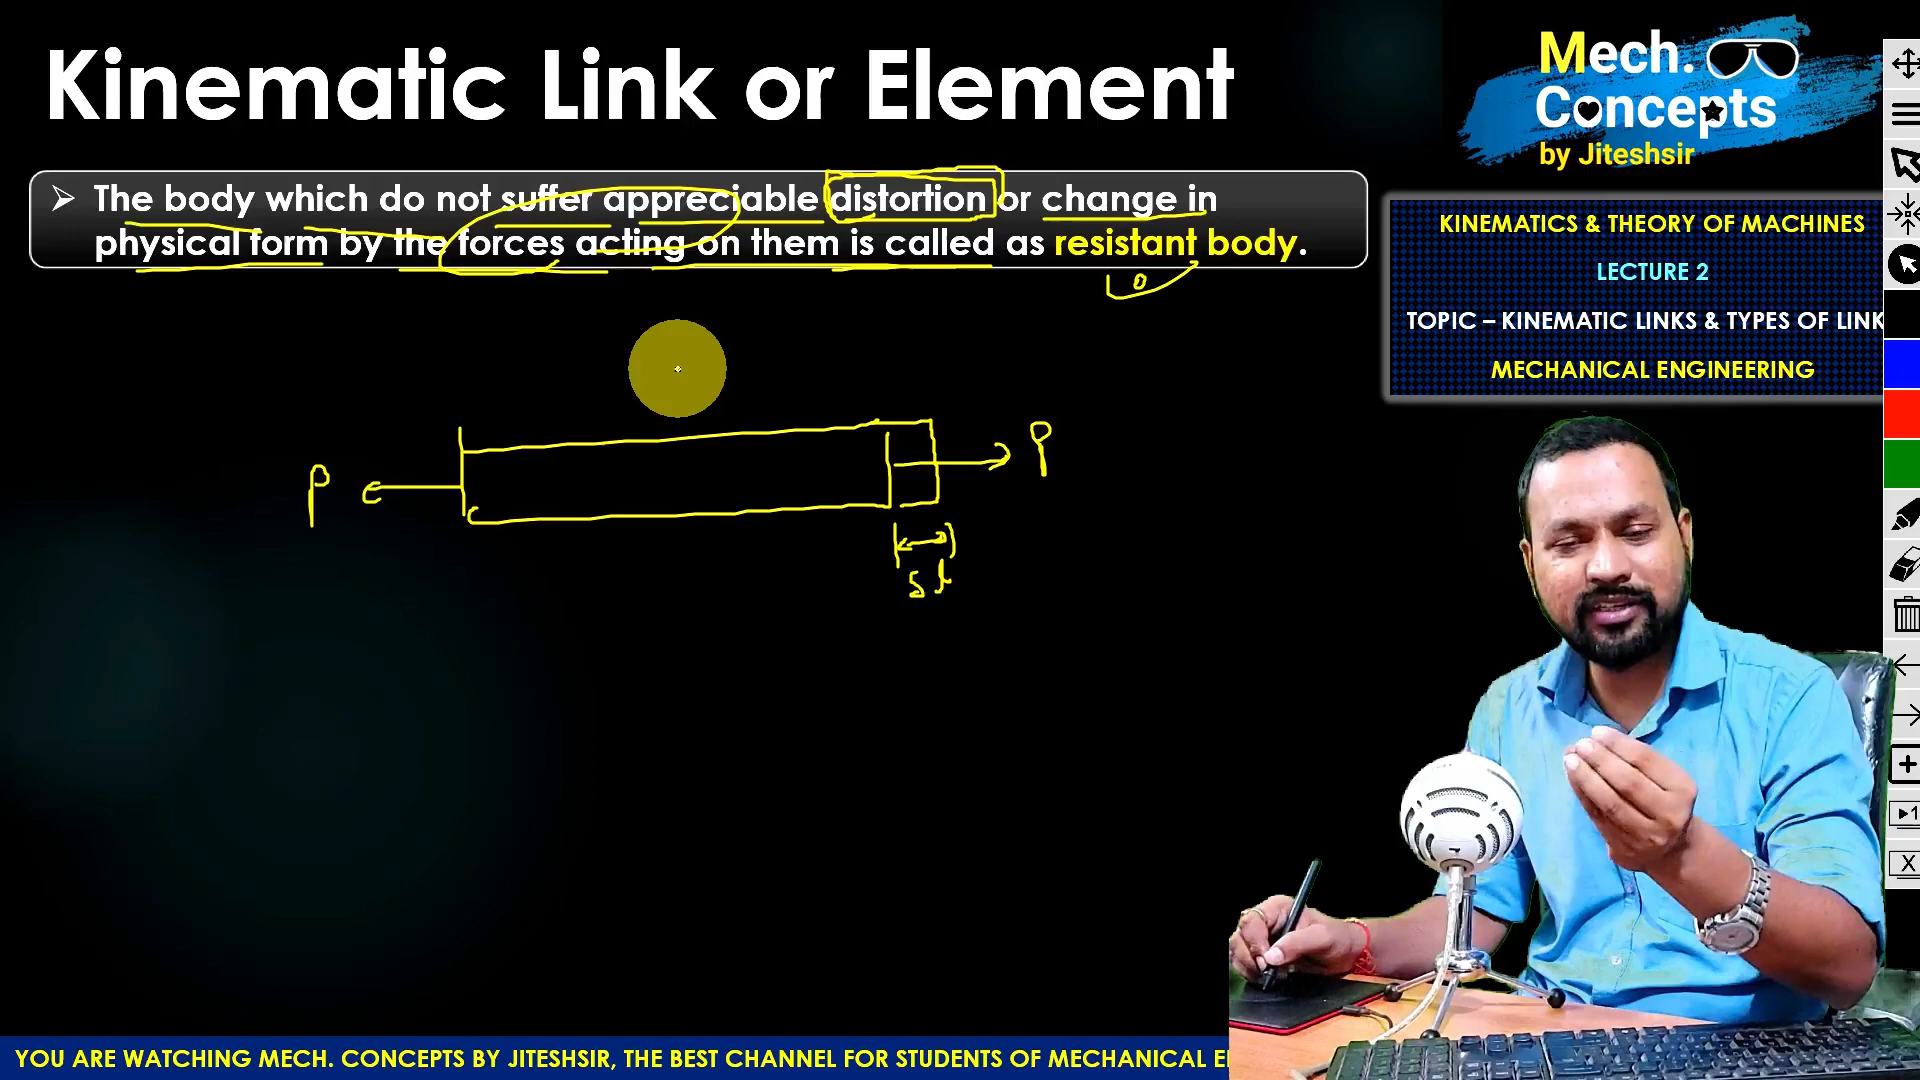 Kinematic Link or Element
Mech.
Concepts
by Jiteshsir
The body which do not suffer appreciable distortion or change in
physical form by the forces acting on them is called as resistant body.
KINEMATICS & THEORY OF MACHINES
LECTURE 2
TOPIC – KINEMATIC LINKS & TYPES OF LINK
MECHANICAL ENGINEERING
P
P
δl
1
X
YOU ARE WATCHING MECH. CONCEPTS BY JITESHSIR, THE BEST CHANNEL FOR STUDENTS OF MECHANICAL E